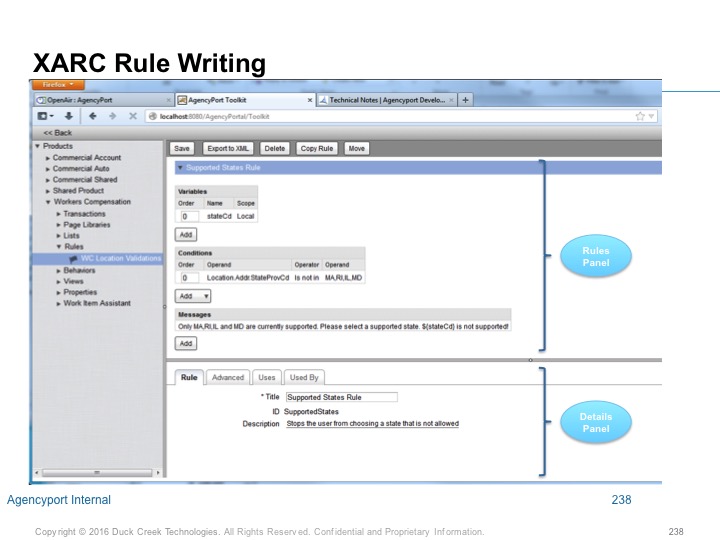 XARC Rule Writing
Firefox
OpenAir : AgencyPort
AgencyPort Toolkit
Technical Notes | Agencyport Develo...
localhost:8080/AgencyPortal/Toolkit
<< Back
Products
Commercial Account
Commercial Auto
Commercial Shared
Shared Product
Workers Compensation
Transactions
Page Libraries
Lists
Rules
WC Location Validations
Behaviors
Views
Properties
Work Item Assistant
Save Export to XML Delete Copy Rule Move
Supported States Rule
Variables
Order Name Scope
0 stateCd Local
Add
Conditions
Order Operand Operator Operand
0 Location.Addr.StateProvCd Is not in MA,RI,IL,MD
Add
Messages
Only MA,RI,IL and MD are currently supported. Please select a supported state. ${stateCd} is not supported!
Add
Rules
Panel
Rule Advanced Uses Used By
* Title Supported States Rule
ID SupportedStates
Description Stops the user from choosing a state that is not allowed
Details
Panel
Agencyport Internal
238
Copyright © 2016 Duck Creek Technologies. All Rights Reserved. Confidential and Proprietary Information.
238